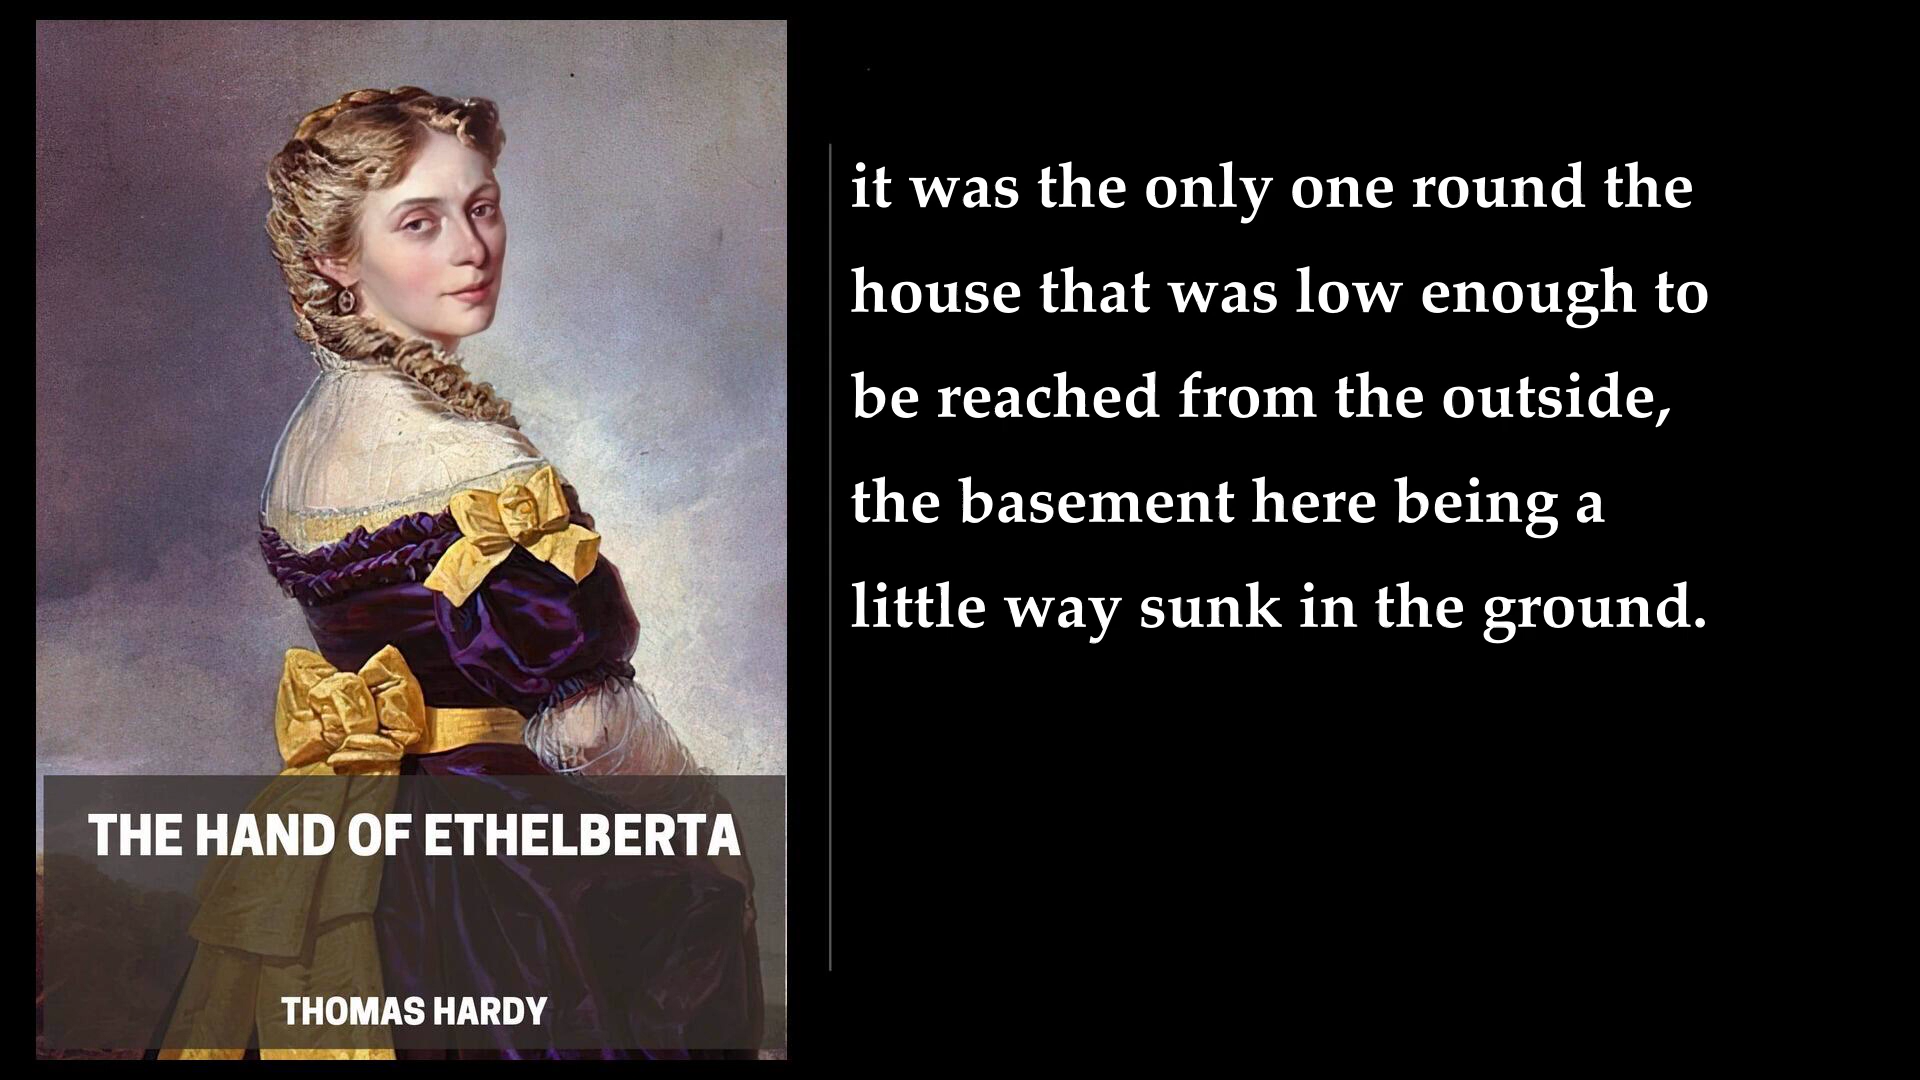 it was the only one round the
house that was low enough to
be reached from the outside,
the basement here being a
little way sunk in the ground.
THE HAND OF ETHELBERTA
THOMAS HARDY